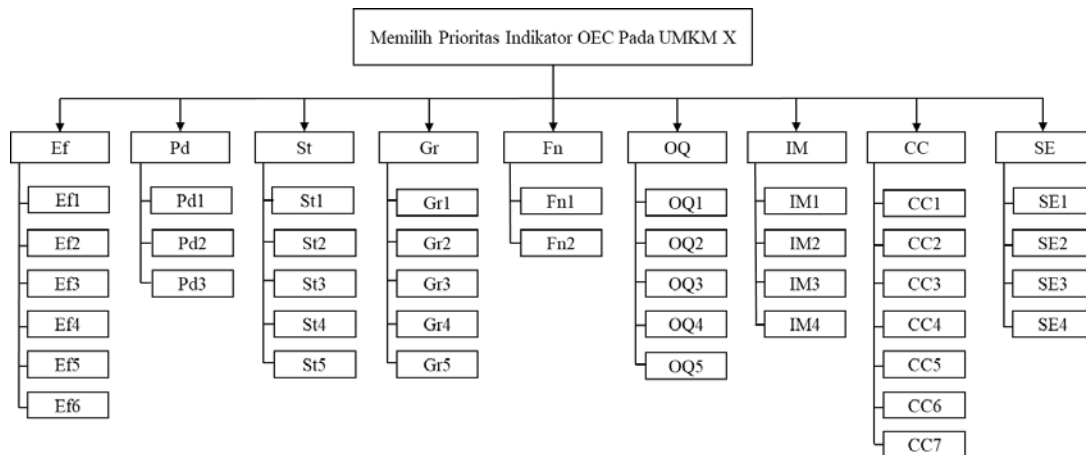 Memilih Prioritas Indikator OEC Pada UMKM X
Ef
Pd
St
Gr
Fn
OQ
IM
CC
SE
Ef1
Ef2
Ef3
Ef4
Ef5
Ef6
Pd1
Pd2
Pd3
St1
St2
St3
St4
St5
Gr1
Gr2
Gr3
Gr4
Gr5
Fn1
Fn2
OQ1
OQ2
OQ3
OQ4
OQ5
IM1
IM2
IM3
IM4
CC1
CC2
CC3
CC4
CC5
CC6
CC7
SE1
SE2
SE3
SE4